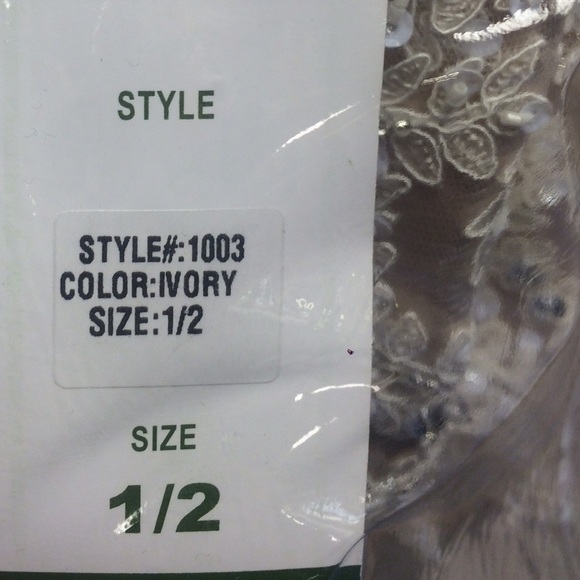 STYLE
STYLE#:1003
COLOR:IVORY
SIZE:1/2
SIZE
1/2